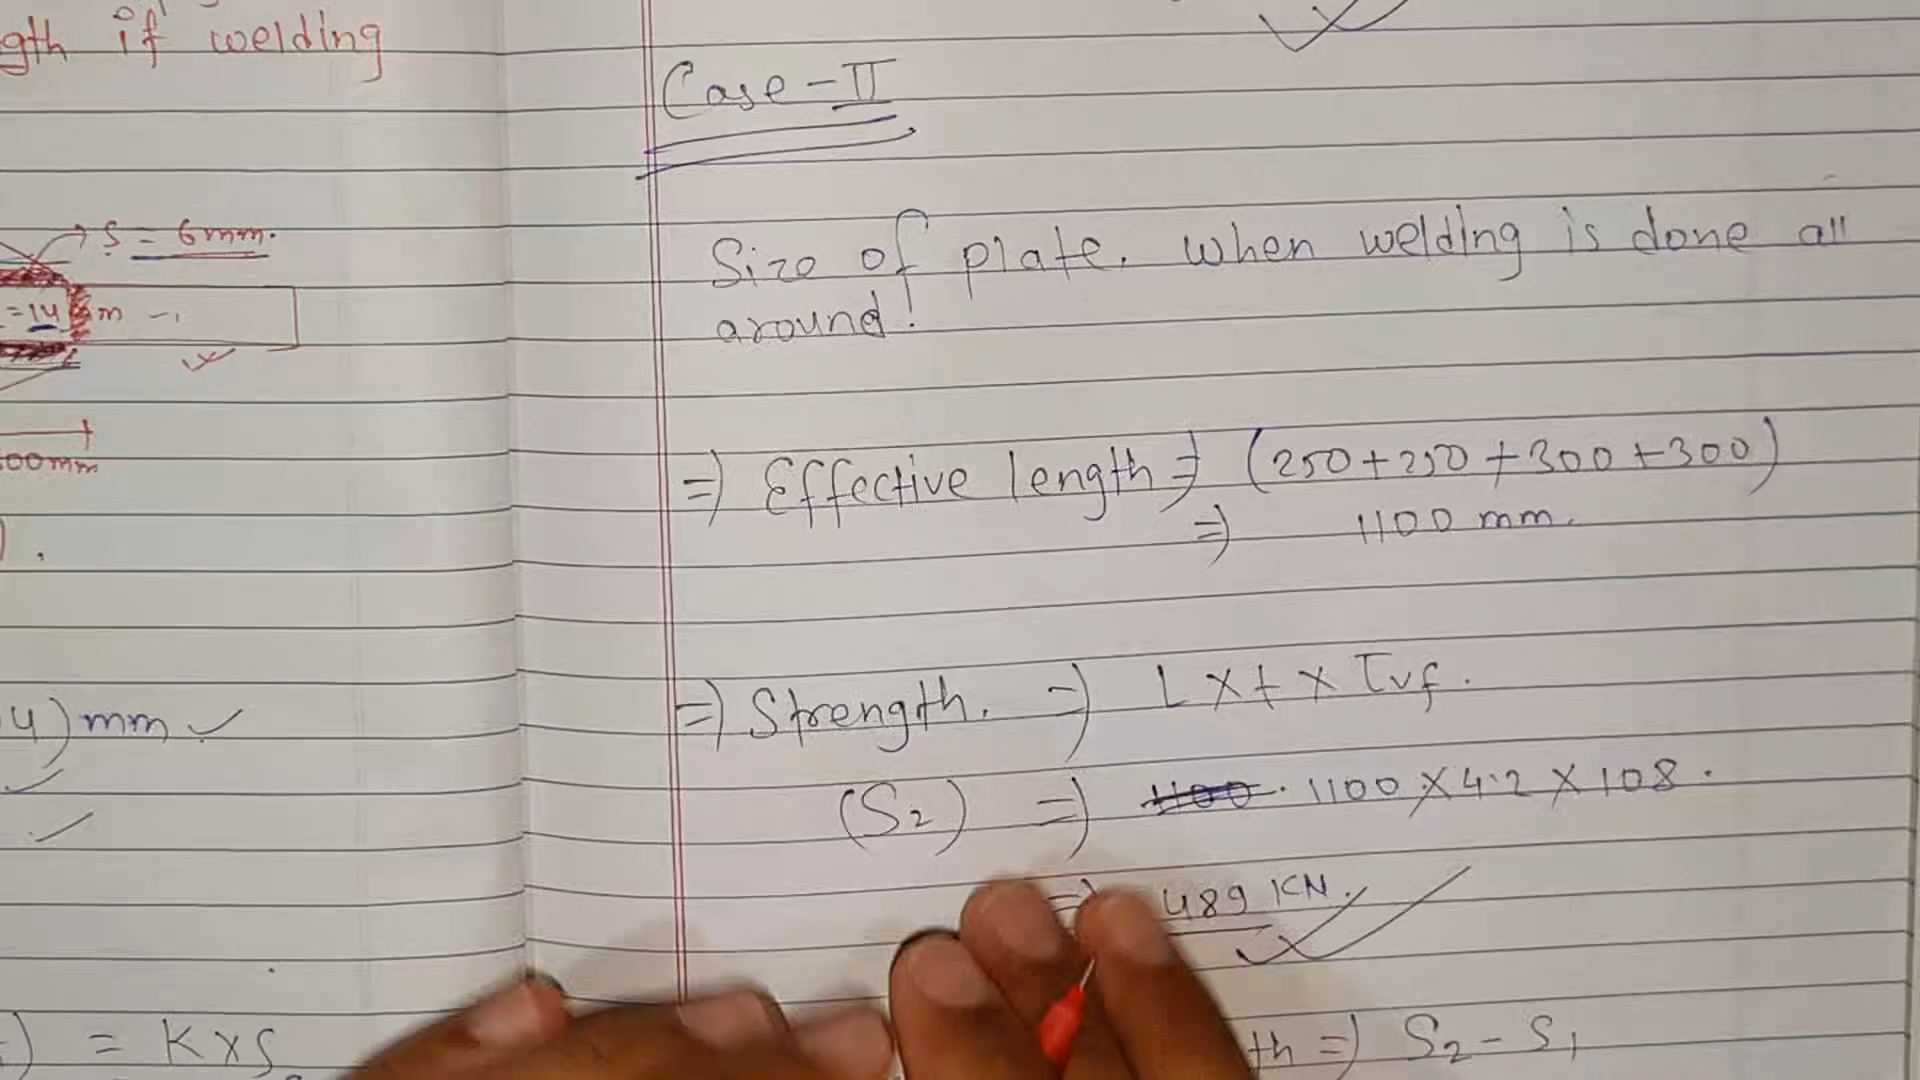 gth if welding
S = 6mm.
=14 mm
00mm
4) mm
) = K x S
Case - II
Size of plate. when welding is done all
around!
=) Effective length =) (250+250+300+300)
=) 1100 mm.
=) Strength. =) L x t x Tvf.
(S2) =) 1100 x 4.2 x 108.
=) 489 KN.
th =) S2 - S1